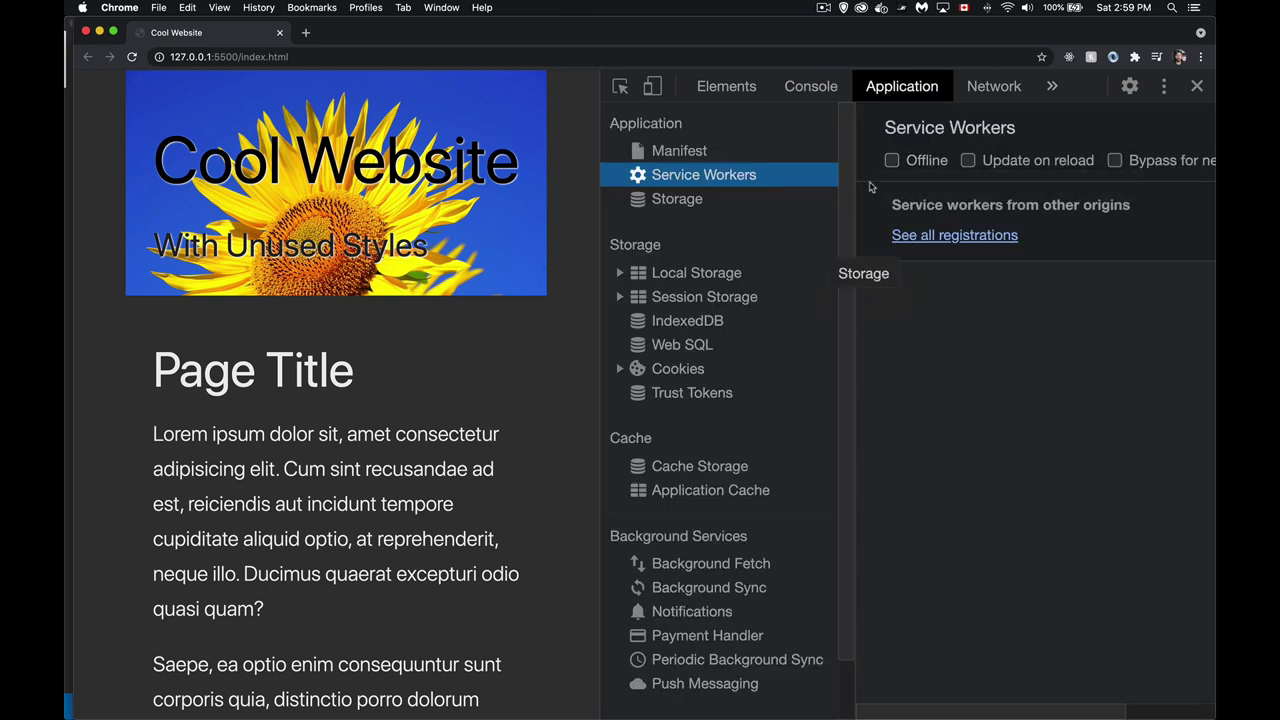 Chrome File Edit View History Bookmarks Profiles Tab Window Help 100% Sat 2:59 PM
Cool Website
127.0.0.1:5500/index.html
Cool Website
With Unused Styles
Page Title
Lorem ipsum dolor sit, amet consectetur
adipisicing elit. Cum sint recusandae ad
est, reiciendis aut incidunt tempore
cupiditate aliquid optio, at reprehenderit,
neque illo. Ducimus quaerat excepturi odio
quasi quam?
Saepe, ea optio enim consequuntur sunt
corporis quia, distinctio porro dolorum
Elements Console Application Network
Application
Manifest
Service Workers
Storage
Storage
Local Storage
Session Storage
IndexedDB
Web SQL
Cookies
Trust Tokens
Cache
Cache Storage
Application Cache
Background Services
Background Fetch
Background Sync
Notifications
Payment Handler
Periodic Background Sync
Push Messaging
Service Workers
Offline Update on reload Bypass for ne
Service workers from other origins
See all registrations
Storage